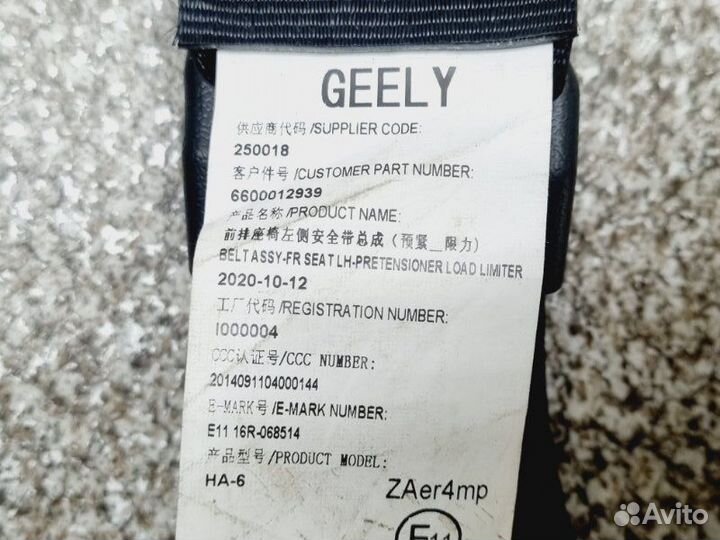 GEELY
供应商代码/SUPPLIER CODE:
250018
客户件号/CUSTOMER PART NUMBER:
6600012939
产品名称/PRODUCT NAME:
前排座椅左侧安全带总成(预紧__限力)
BELT ASSY-FR SEAT LH-PRETENSIONER LOAD LIMITER
2020-10-12
工厂代码/REGISTRATION NUMBER:
I000004
CCC认证号/CCC NUMBER:
2014091104000144
E-MARK号/E-MARK NUMBER:
E11 16R-068514
产品型号/PRODUCT MODEL:
HA-6
ZAer4mp
E11
Avito